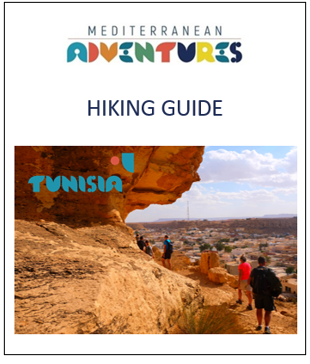 MEDITERRANEAN
ADVENTURES
HIKING GUIDE
TUNISIA